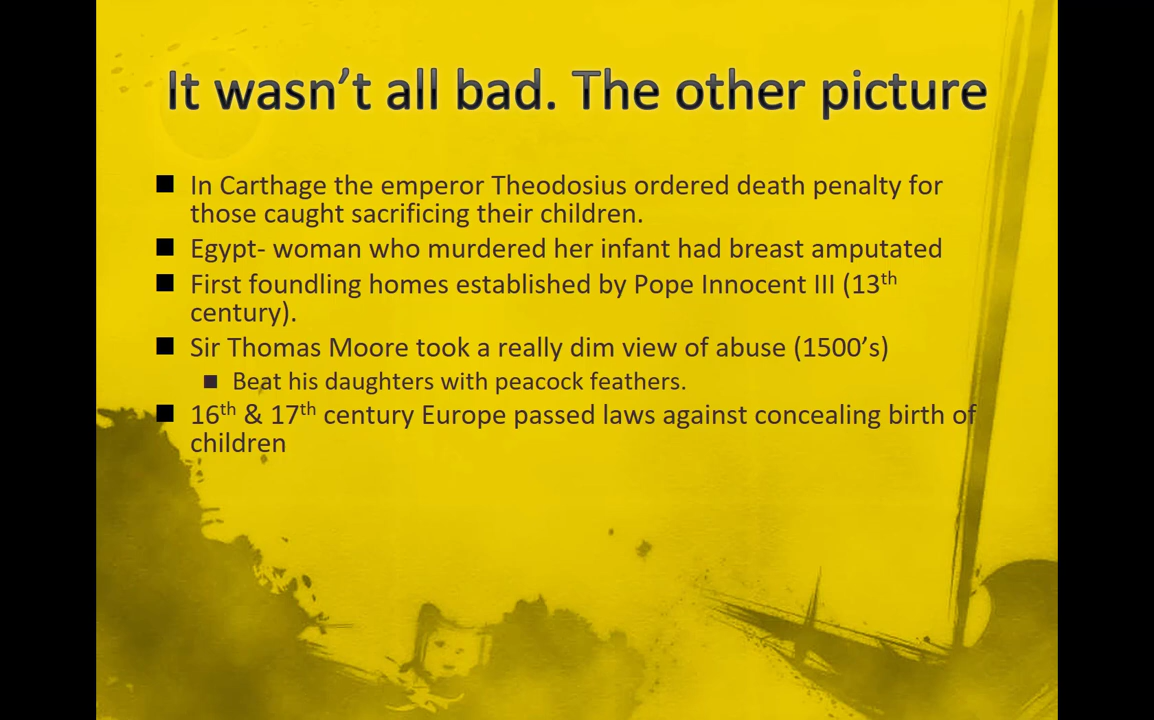 It wasn’t all bad. The other picture
In Carthage the emperor Theodosius ordered death penalty for
those caught sacrificing their children.
Egypt- woman who murdered her infant had breast amputated
First foundling homes established by Pope Innocent III (13th
century).
Sir Thomas Moore took a really dim view of abuse (1500’s)
Beat his daughters with peacock feathers.
16th & 17th century Europe passed laws against concealing birth of
children